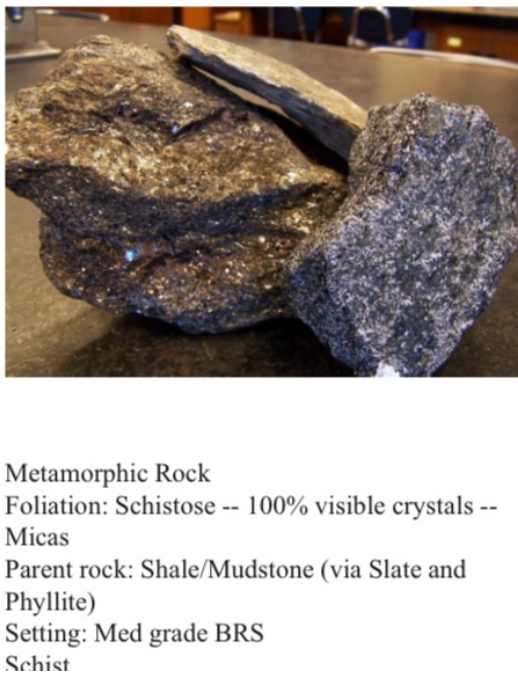 Metamorphic Rock
Foliation: Schistose -- 100% visible crystals --
Micas
Parent rock: Shale/Mudstone (via Slate and
Phyllite)
Setting: Med grade BRS
Schist